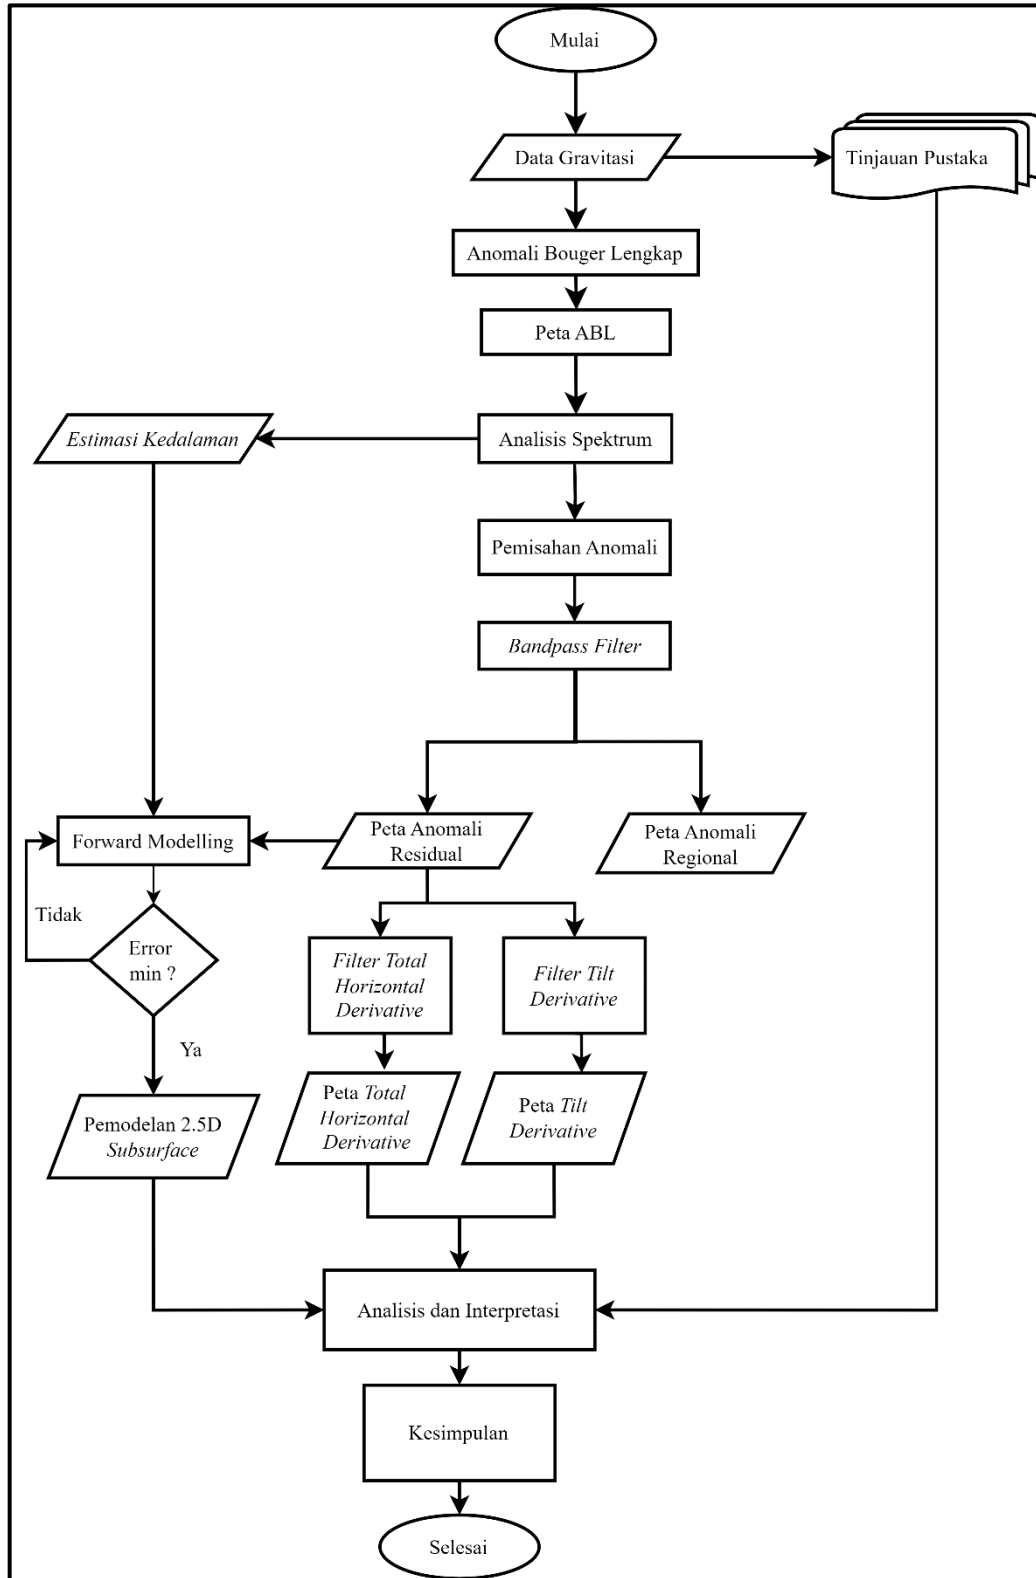 Mulai
Data Gravitasi
Tinjauan Pustaka
Anomali Bouger Lengkap
Peta ABL
Estimasi Kedalaman
Analisis Spektrum
Pemisahan Anomali
Bandpass Filter
Forward Modelling
Peta Anomali
Residual
Peta Anomali
Regional
Tidak
Error
min ?
Filter Total
Horizontal
Derivative
Filter Tilt
Derivative
Ya
Pemodelan 2.5D
Subsurface
Peta Total
Horizontal
Derivative
Peta Tilt
Derivative
Analisis dan Interpretasi
Kesimpulan
Selesai